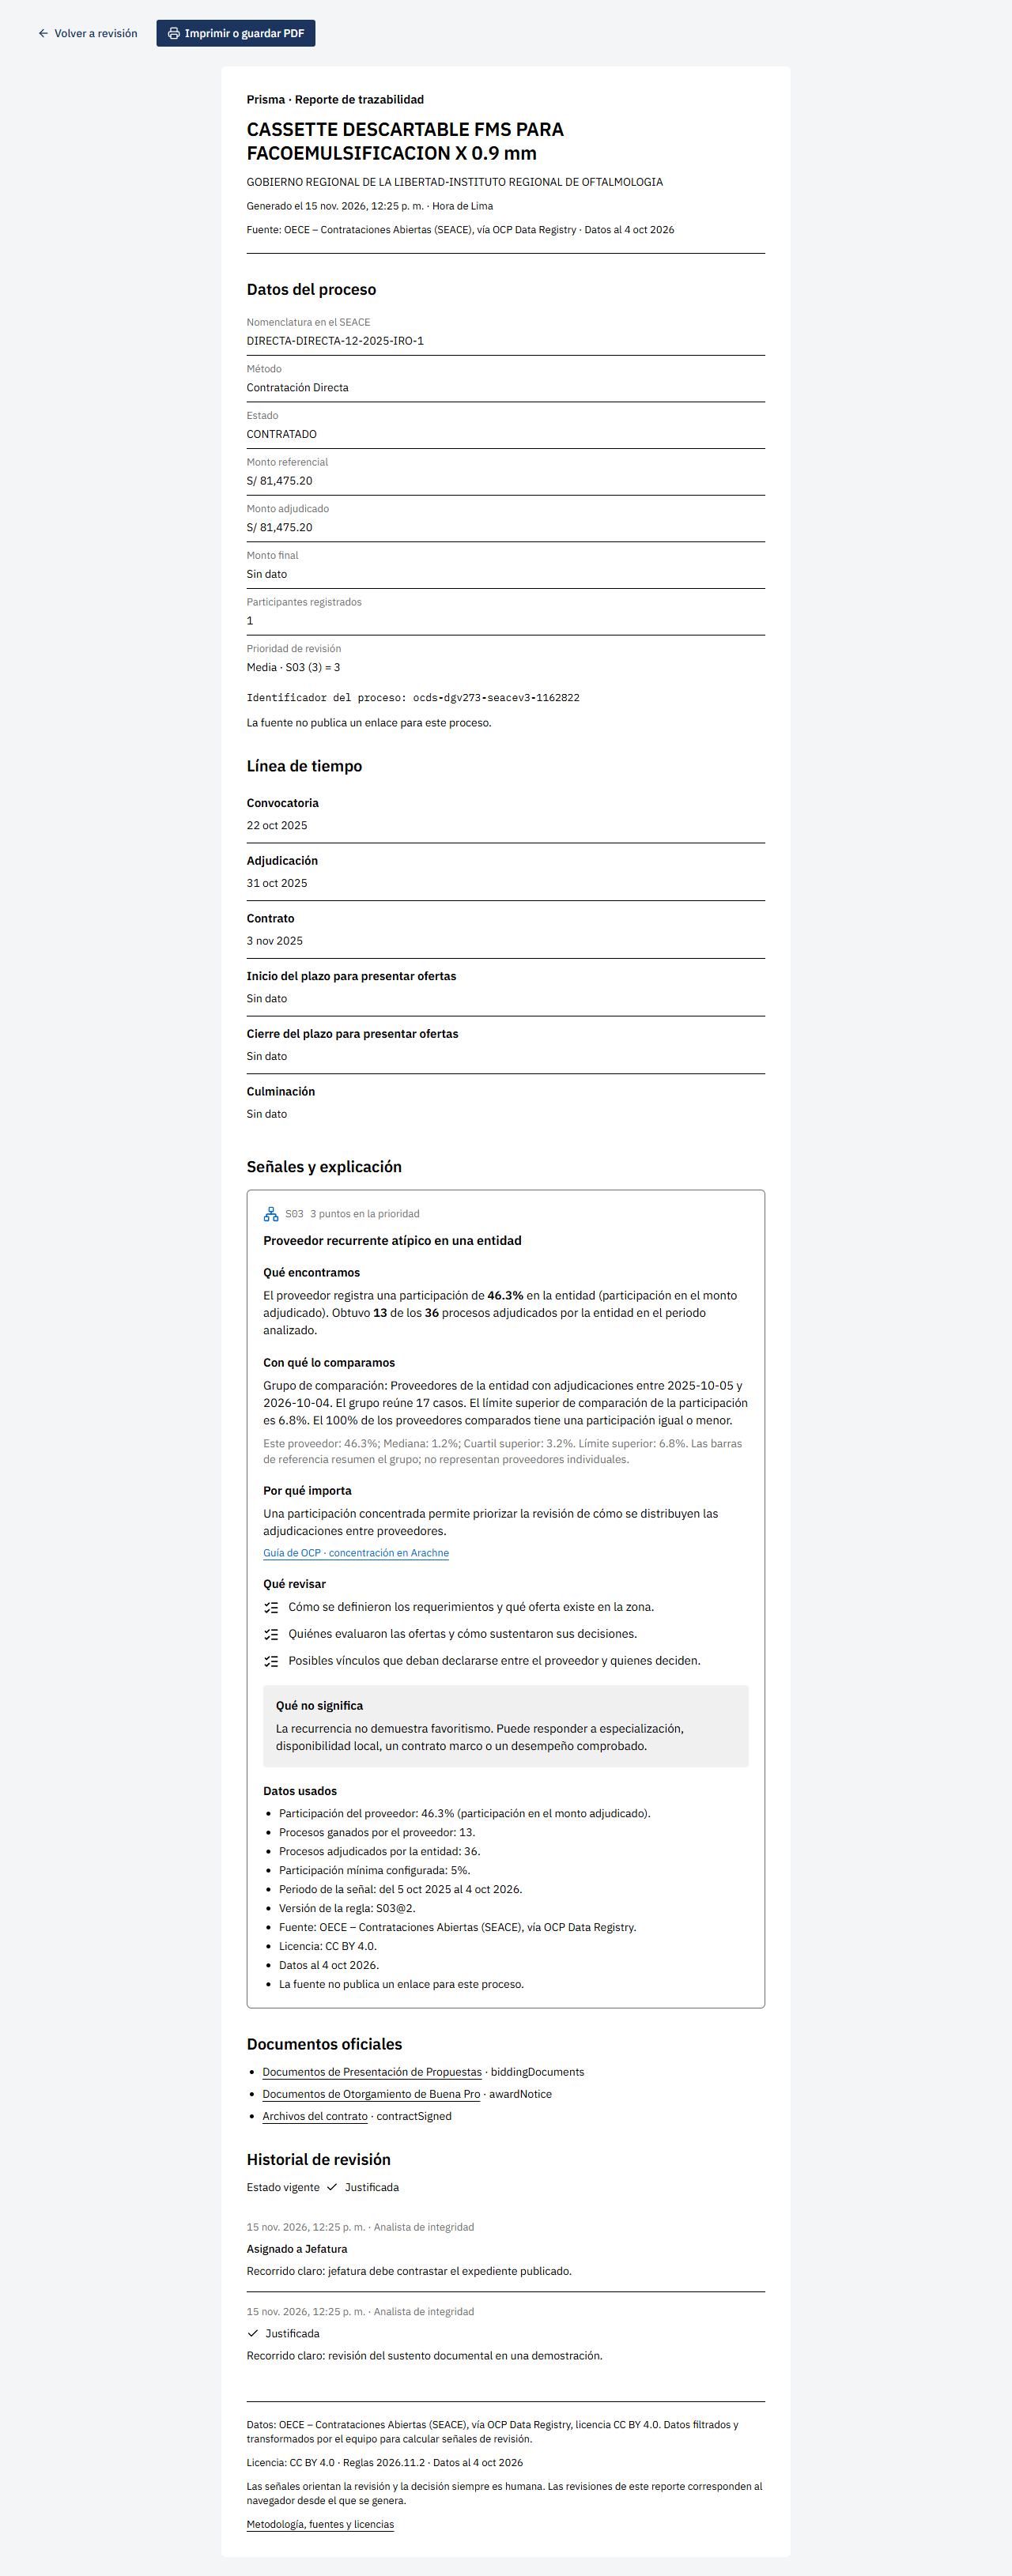 Volver a revisión
Imprimir o guardar PDF
Prisma · Reporte de trazabilidad
CASSETTE DESCARTABLE FMS PARA
FACOEMULSIFICACION X 0.9 mm
GOBIERNO REGIONAL DE LA LIBERTAD-INSTITUTO REGIONAL DE OFTALMOLOGIA
Generado el 15 nov. 2026, 12:25 p. m. · Hora de Lima
Fuente: OECE – Contrataciones Abiertas (SEACE), vía OCP Data Registry · Datos al 4 oct 2026
Datos del proceso
Nomenclatura en el SEACE
DIRECTA-DIRECTA-12-2025-IRO-1
Método
Contratación Directa
Estado
CONTRATADO
Monto referencial
S/ 81,475.20
Monto adjudicado
S/ 81,475.20
Monto final
Sin dato
Participantes registrados
1
Prioridad de revisión
Media · S03 (3) = 3
Identificador del proceso: ocds-dgv273-seacev3-1162822
La fuente no publica un enlace para este proceso.
Línea de tiempo
Convocatoria
22 oct 2025
Adjudicación
31 oct 2025
Contrato
3 nov 2025
Inicio del plazo para presentar ofertas
Sin dato
Cierre del plazo para presentar ofertas
Sin dato
Culminación
Sin dato
Señales y explicación
S03 3 puntos en la prioridad
Proveedor recurrente atípico en una entidad
Qué encontramos
El proveedor registra una participación de 46.3% en la entidad (participación en el monto
adjudicado). Obtuvo 13 de los 36 procesos adjudicados por la entidad en el periodo
analizado.
Con qué lo comparamos
Grupo de comparación: Proveedores de la entidad con adjudicaciones entre 2025-10-05 y
2026-10-04. El grupo reúne 17 casos. El límite superior de comparación de la participación
es 6.8%. El 100% de los proveedores comparados tiene una participación igual o menor.
Este proveedor: 46.3%; Mediana: 1.2%; Cuartil superior: 3.2%. Límite superior: 6.8%. Las barras
de referencia resumen el grupo; no representan proveedores individuales.
Por qué importa
Una participación concentrada permite priorizar la revisión de cómo se distribuyen las
adjudicaciones entre proveedores.
Guía de OCP · concentración en Arachne
Qué revisar
Cómo se definieron los requerimientos y qué oferta existe en la zona.
Quiénes evaluaron las ofertas y cómo sustentaron sus decisiones.
Posibles vínculos que deban declararse entre el proveedor y quienes deciden.
Qué no significa
La recurrencia no demuestra favoritismo. Puede responder a especialización,
disponibilidad local, un contrato marco o un desempeño comprobado.
Datos usados
Participación del proveedor: 46.3% (participación en el monto adjudicado).
Procesos ganados por el proveedor: 13.
Procesos adjudicados por la entidad: 36.
Participación mínima configurada: 5%.
Periodo de la señal: del 5 oct 2025 al 4 oct 2026.
Versión de la regla: S03@2.
Fuente: OECE – Contrataciones Abiertas (SEACE), vía OCP Data Registry.
Licencia: CC BY 4.0.
Datos al 4 oct 2026.
La fuente no publica un enlace para este proceso.
Documentos oficiales
Documentos de Presentación de Propuestas · biddingDocuments
Documentos de Otorgamiento de Buena Pro · awardNotice
Archivos del contrato · contractSigned
Historial de revisión
Estado vigente Justificada
15 nov. 2026, 12:25 p. m. · Analista de integridad
Asignado a Jefatura
Recorrido claro: jefatura debe contrastar el expediente publicado.
15 nov. 2026, 12:25 p. m. · Analista de integridad
Justificada
Recorrido claro: revisión del sustento documental en una demostración.
Datos: OECE – Contrataciones Abiertas (SEACE), vía OCP Data Registry, licencia CC BY 4.0. Datos filtrados y
transformados por el equipo para calcular señales de revisión.
Licencia: CC BY 4.0 · Reglas 2026.11.2 · Datos al 4 oct 2026
Las señales orientan la revisión y la decisión siempre es humana. Las revisiones de este reporte corresponden al
navegador desde el que se genera.
Metodología, fuentes y licencias